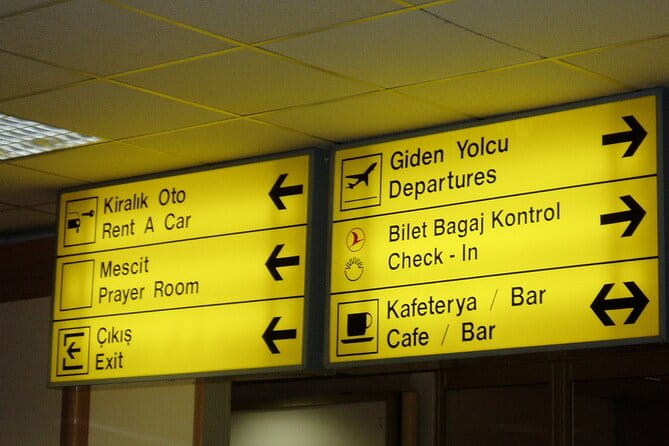 Kiralık Oto
Rent A Car
Mescit
Prayer Room
Çıkış
Exit
Giden Yolcu
Departures
Bilet Bagaj Kontrol
Check - In
Kafeterya / Bar
Cafe / Bar